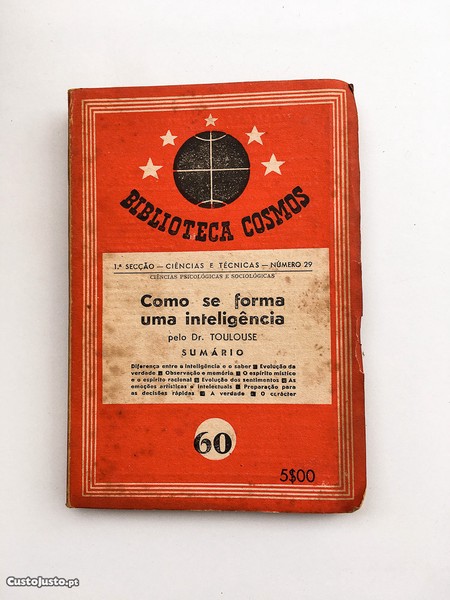 BIBLIOTECA COSMOS
1.ª SECÇÃO — CIÊNCIAS E TÉCNICAS — NÚMERO 29
CIÊNCIAS PSICOLÓGICAS E SOCIOLÓGICAS
Como se forma
uma inteligência
pelo Dr. TOULOUSE
SUMÁRIO
Diferença entre a inteligência e o saber ■ Evolução da
verdade ■ Observação e memória ■ O espírito místico
e o espírito racional ■ Evolução dos sentimentos ■ As
emoções artísticas e intelectuais ■ Preparação para
as decisões rápidas ■ A verdade ■ O carácter
60
5$00
CustoJusto.pt